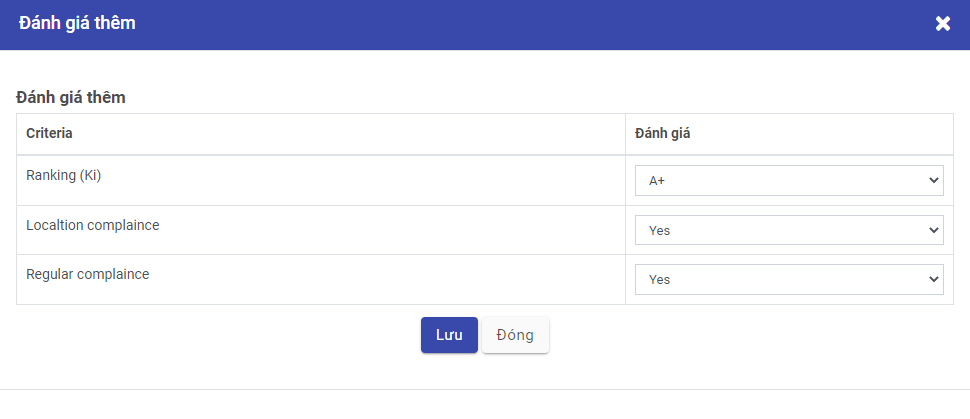 Đánh giá thêm
Đánh giá thêm
Criteria Đánh giá
Ranking (Ki) A+
Localtion complaince Yes
Regular complaince Yes
Lưu Đóng